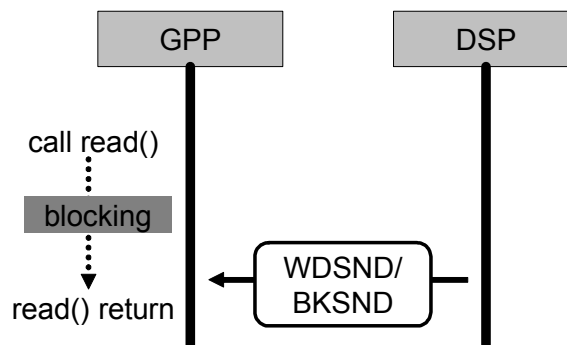 GPP
DSP
call read()
blocking
WDSND/
BKSND
read() return